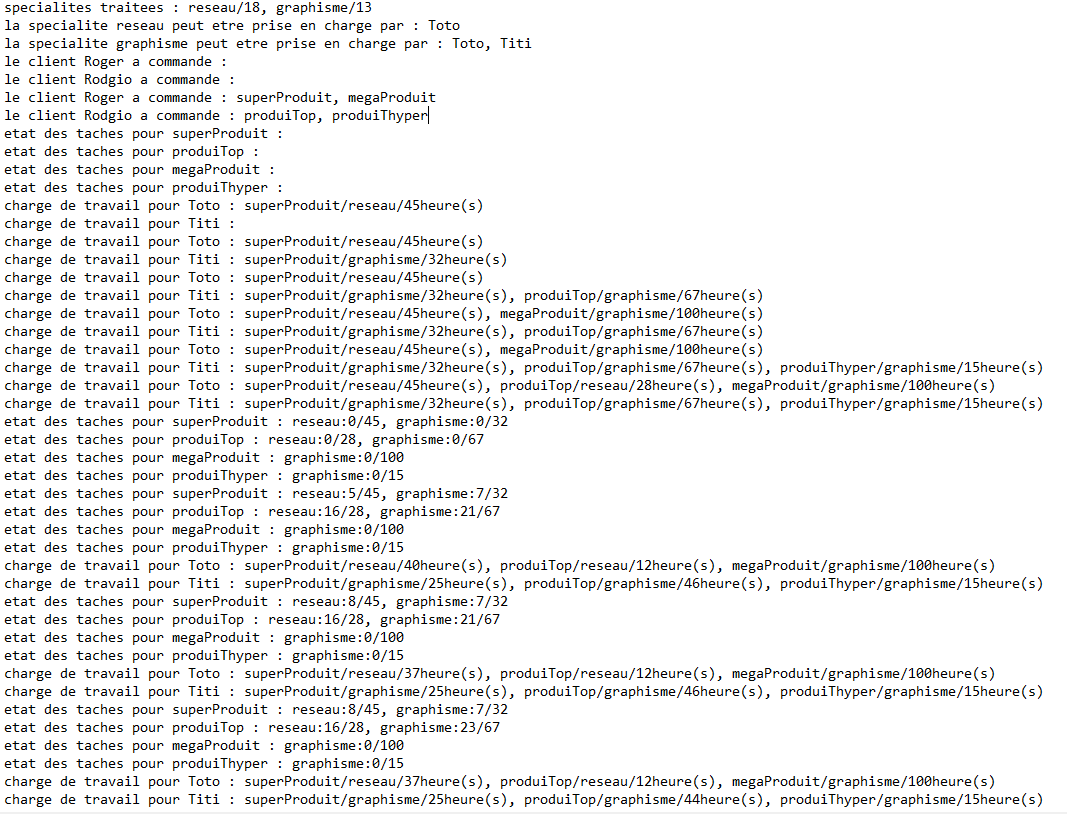 specialites traitees : reseau/18, graphisme/13
la specialite reseau peut etre prise en charge par : Toto
la specialite graphisme peut etre prise en charge par : Toto, Titi
le client Roger a commande :
le client Rodgio a commande :
le client Roger a commande : superProduit, megaProduit
le client Rodgio a commande : produiTop, produiThyper
etat des taches pour superProduit :
etat des taches pour produiTop :
etat des taches pour megaProduit :
etat des taches pour produiThyper :
charge de travail pour Toto : superProduit/reseau/45heure(s)
charge de travail pour Titi :
charge de travail pour Toto : superProduit/reseau/45heure(s)
charge de travail pour Titi : superProduit/graphisme/32heure(s)
charge de travail pour Toto : superProduit/reseau/45heure(s)
charge de travail pour Titi : superProduit/graphisme/32heure(s), produiTop/graphisme/67heure(s)
charge de travail pour Toto : superProduit/reseau/45heure(s), megaProduit/graphisme/100heure(s)
charge de travail pour Titi : superProduit/graphisme/32heure(s), produiTop/graphisme/67heure(s)
charge de travail pour Toto : superProduit/reseau/45heure(s), megaProduit/graphisme/100heure(s)
charge de travail pour Titi : superProduit/graphisme/32heure(s), produiTop/graphisme/67heure(s), produiThyper/graphisme/15heure(s)
charge de travail pour Toto : superProduit/reseau/45heure(s), produiTop/reseau/28heure(s), megaProduit/graphisme/100heure(s)
charge de travail pour Titi : superProduit/graphisme/32heure(s), produiTop/graphisme/67heure(s), produiThyper/graphisme/15heure(s)
etat des taches pour superProduit : reseau:0/45, graphisme:0/32
etat des taches pour produiTop : reseau:0/28, graphisme:0/67
etat des taches pour megaProduit : graphisme:0/100
etat des taches pour produiThyper : graphisme:0/15
etat des taches pour superProduit : reseau:5/45, graphisme:7/32
etat des taches pour produiTop : reseau:16/28, graphisme:21/67
etat des taches pour megaProduit : graphisme:0/100
etat des taches pour produiThyper : graphisme:0/15
charge de travail pour Toto : superProduit/reseau/40heure(s), produiTop/reseau/12heure(s), megaProduit/graphisme/100heure(s)
charge de travail pour Titi : superProduit/graphisme/25heure(s), produiTop/graphisme/46heure(s), produiThyper/graphisme/15heure(s)
etat des taches pour superProduit : reseau:8/45, graphisme:7/32
etat des taches pour produiTop : reseau:16/28, graphisme:21/67
etat des taches pour megaProduit : graphisme:0/100
etat des taches pour produiThyper : graphisme:0/15
charge de travail pour Toto : superProduit/reseau/37heure(s), produiTop/reseau/12heure(s), megaProduit/graphisme/100heure(s)
charge de travail pour Titi : superProduit/graphisme/25heure(s), produiTop/graphisme/46heure(s), produiThyper/graphisme/15heure(s)
etat des taches pour superProduit : reseau:8/45, graphisme:7/32
etat des taches pour produiTop : reseau:16/28, graphisme:23/67
etat des taches pour megaProduit : graphisme:0/100
etat des taches pour produiThyper : graphisme:0/15
charge de travail pour Toto : superProduit/reseau/37heure(s), produiTop/reseau/12heure(s), megaProduit/graphisme/100heure(s)
charge de travail pour Titi : superProduit/graphisme/25heure(s), produiTop/graphisme/44heure(s), produiThyper/graphisme/15heure(s)